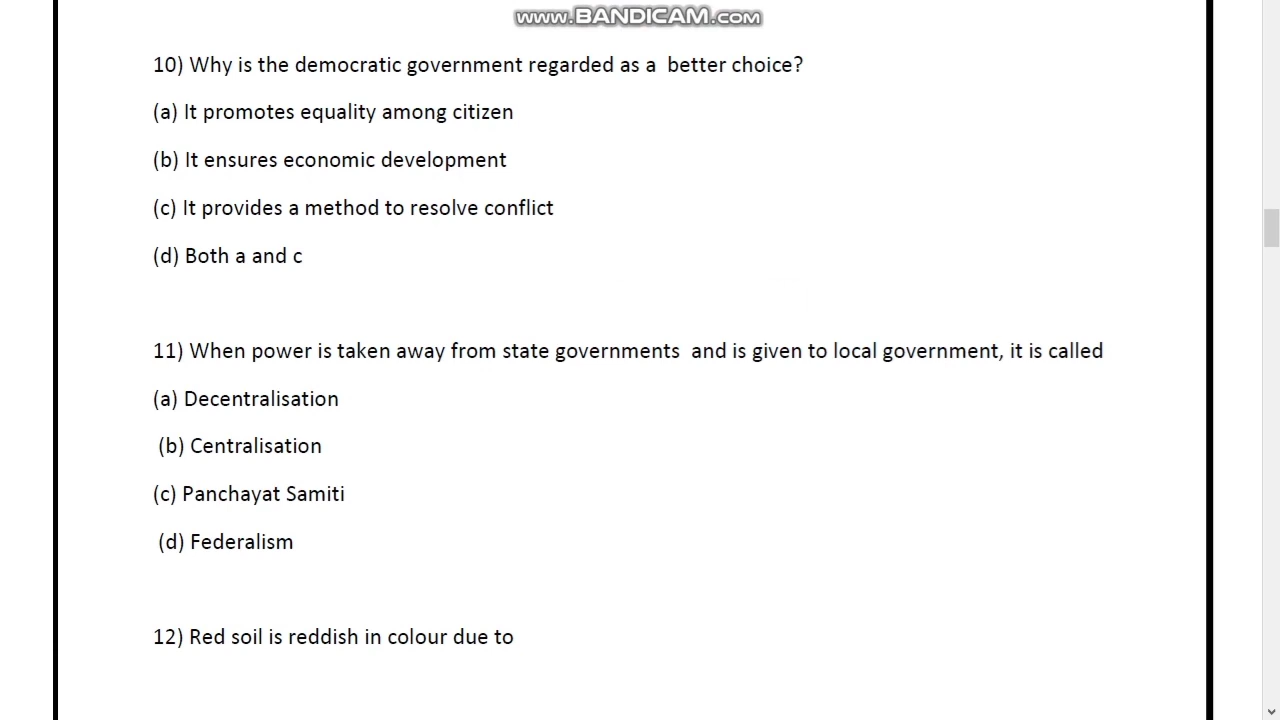 www.BANDICAM.com
10) Why is the democratic government regarded as a  better choice?
(a) It promotes equality among citizen
(b) It ensures economic development
(c) It provides a method to resolve conflict
(d) Both a and c
11) When power is taken away from state governments  and is given to local government, it is called
(a) Decentralisation
(b) Centralisation
(c) Panchayat Samiti
(d) Federalism
12) Red soil is reddish in colour due to